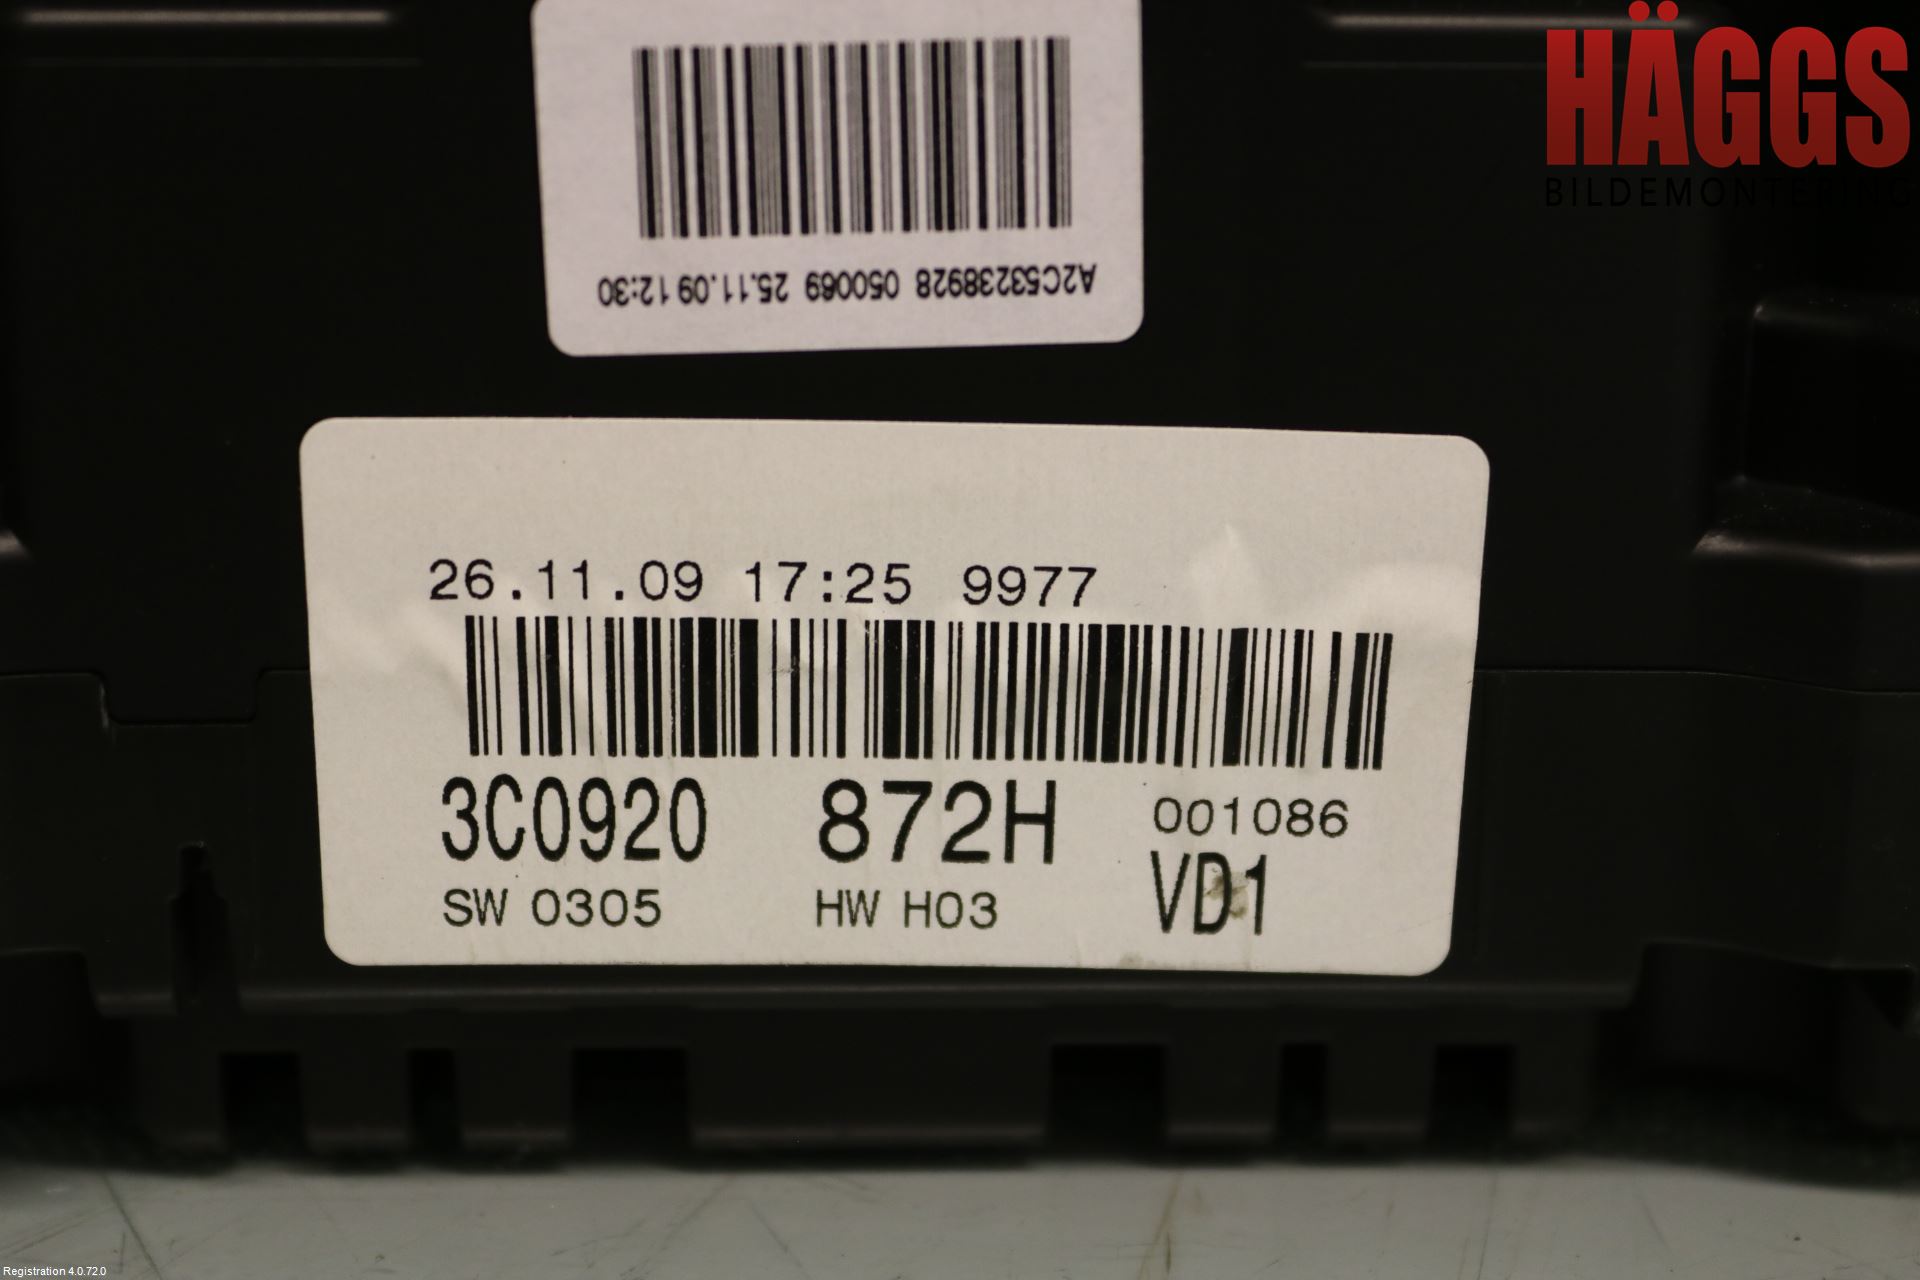 HÄGGS
BILDEMONTERING
A2C53238928 050069 25.11.09 12:30
26.11.09 17:25 9977
3C0920 872H 001086
SW 0305 HW H03 VD1
Registration 4.0.72.0